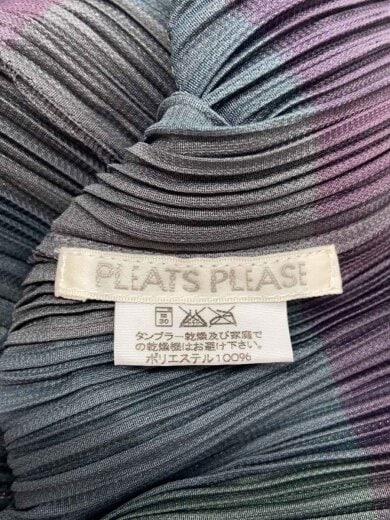 PLEATS PLEASE
タンブラー乾燥及び家庭で
の乾燥機はお避け下さい。
ポリエステル100%